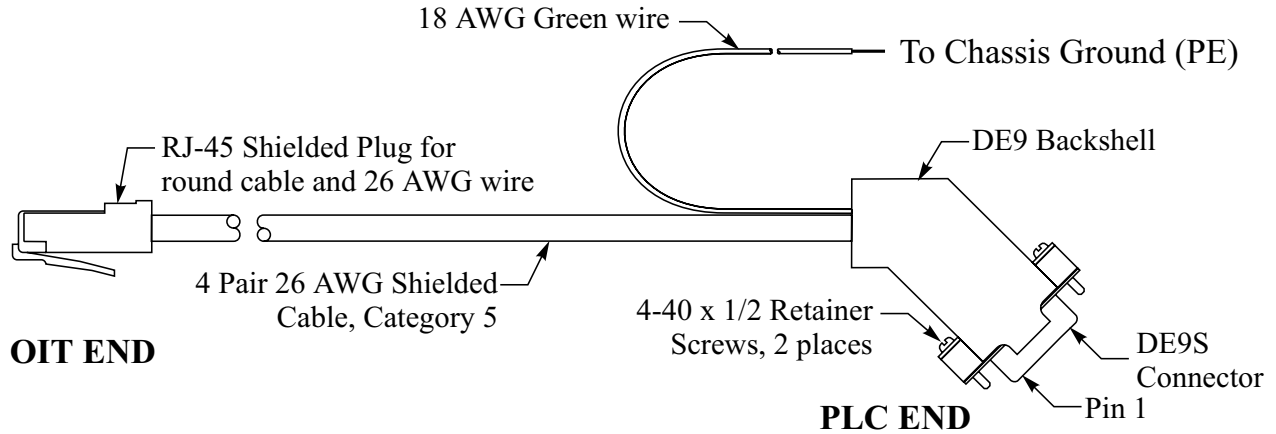 18 AWG Green wire
To Chassis Ground (PE)
RJ-45 Shielded Plug for
round cable and 26 AWG wire
DE9 Backshell
4 Pair 26 AWG Shielded
Cable, Category 5
4-40 x 1/2 Retainer
Screws, 2 places
OIT END
DE9S
Connector
Pin 1
PLC END